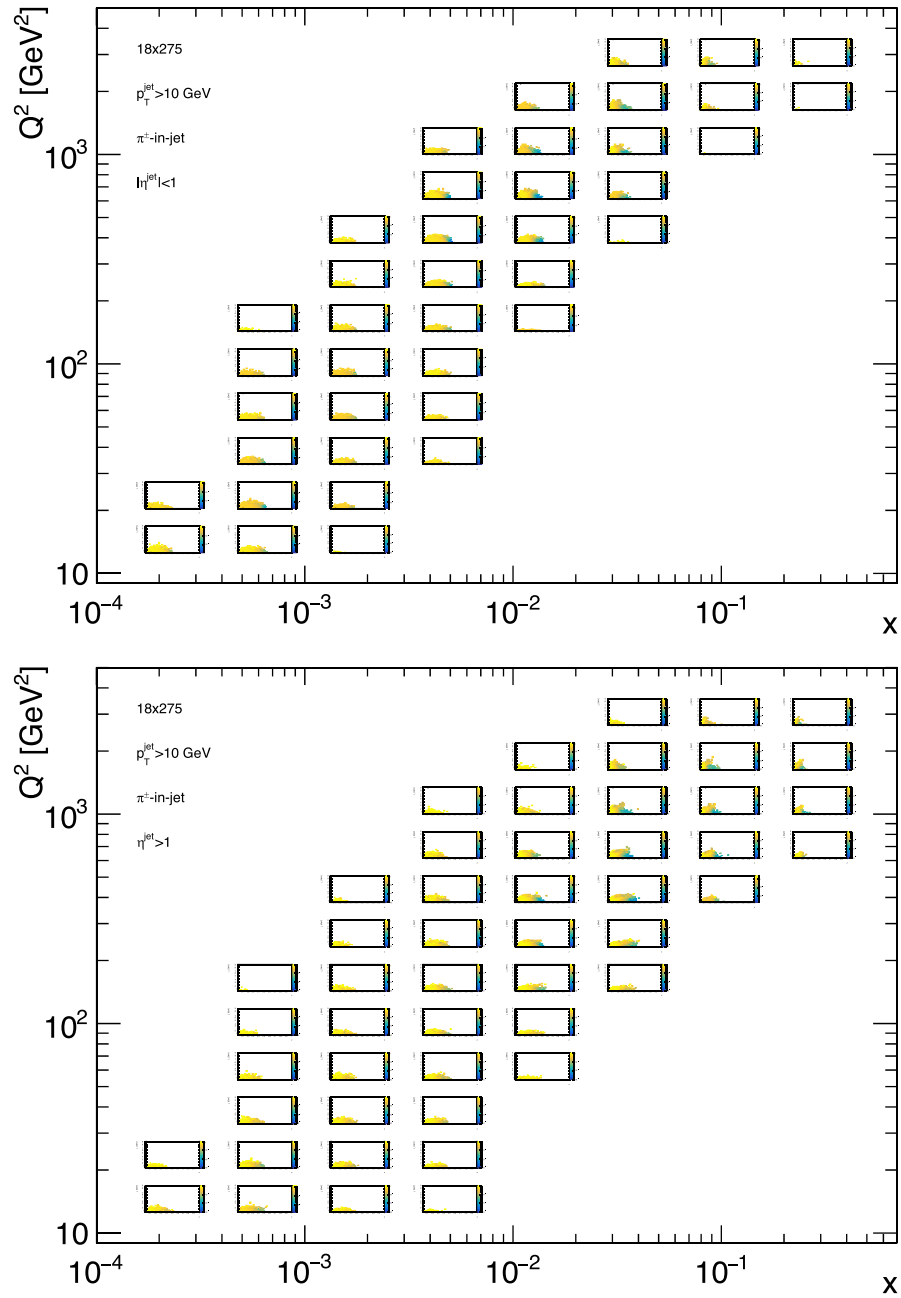 Q² [GeV²]
18x275
p_T^jet>10 GeV
π±-in-jet
|η^jet|<1
10³
10²
10
10⁻⁴ 10⁻³ 10⁻² 10⁻¹
x
Q² [GeV²]
18x275
p_T^jet>10 GeV
π±-in-jet
η^jet>1
10³
10²
10
10⁻⁴ 10⁻³ 10⁻² 10⁻¹
x